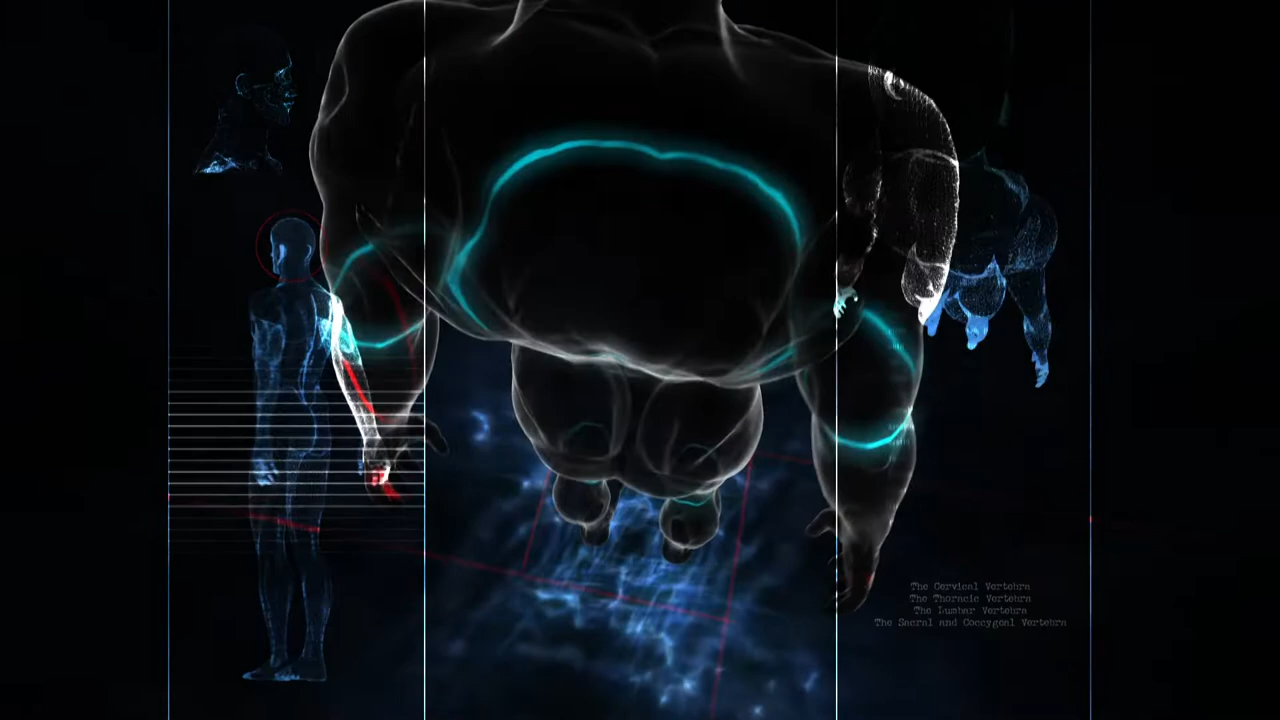 The Cervical Vertebra
The Thoracic Vertebra
The Lumbar Vertebra
The Sacral and Coccygeal Vertebra